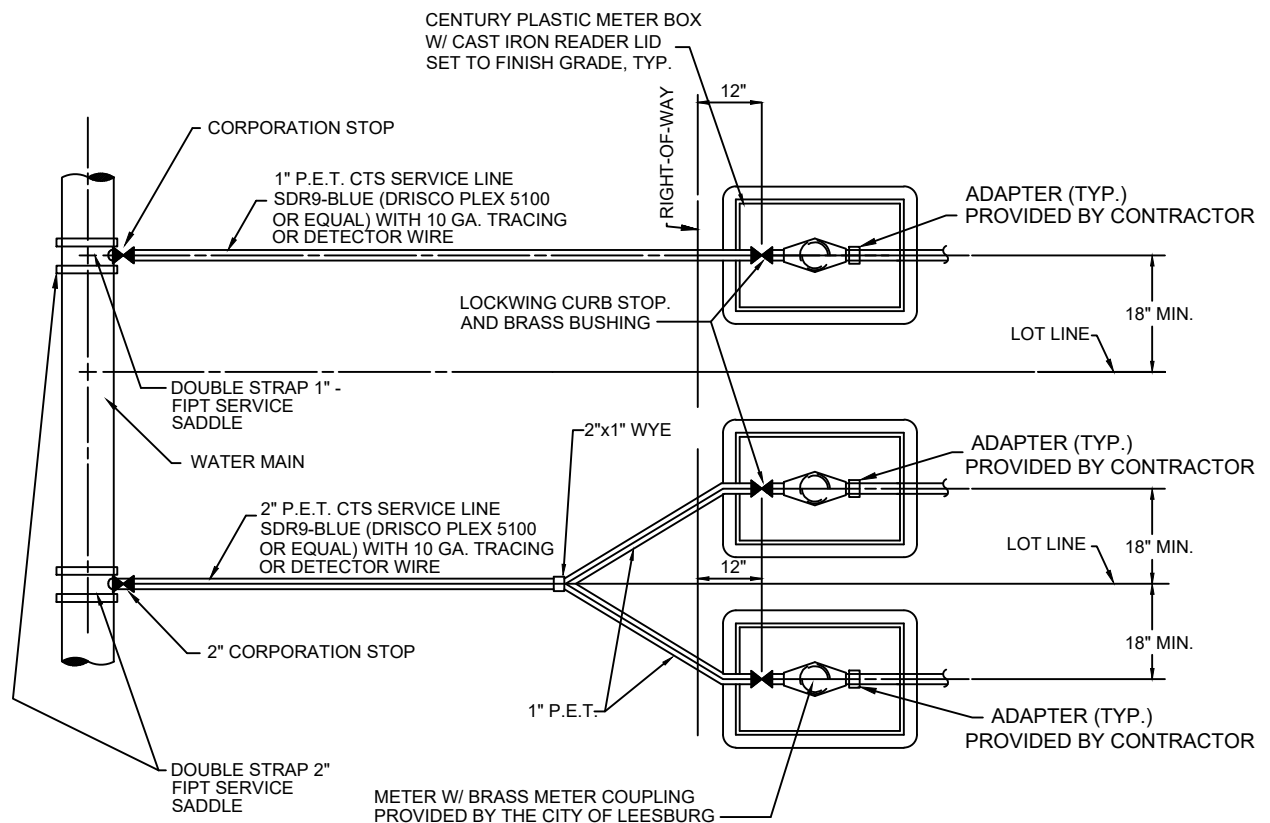 CENTURY PLASTIC METER BOX
W/ CAST IRON READER LID
SET TO FINISH GRADE, TYP.
12"
RIGHT-OF-WAY
CORPORATION STOP
1" P.E.T. CTS SERVICE LINE
SDR9-BLUE (DRISCO PLEX 5100
OR EQUAL) WITH 10 GA. TRACING
OR DETECTOR WIRE
ADAPTER (TYP.)
PROVIDED BY CONTRACTOR
LOCKWING CURB STOP.
AND BRASS BUSHING
18" MIN.
LOT LINE
DOUBLE STRAP 1" -
FIPT SERVICE
SADDLE
WATER MAIN
2"x1" WYE
ADAPTER (TYP.)
PROVIDED BY CONTRACTOR
2" P.E.T. CTS SERVICE LINE
SDR9-BLUE (DRISCO PLEX 5100
OR EQUAL) WITH 10 GA. TRACING
OR DETECTOR WIRE
18" MIN.
LOT LINE
12"
2" CORPORATION STOP
18" MIN.
1" P.E.T.
ADAPTER (TYP.)
PROVIDED BY CONTRACTOR
DOUBLE STRAP 2"
FIPT SERVICE
SADDLE
METER W/ BRASS METER COUPLING
PROVIDED BY THE CITY OF LEESBURG